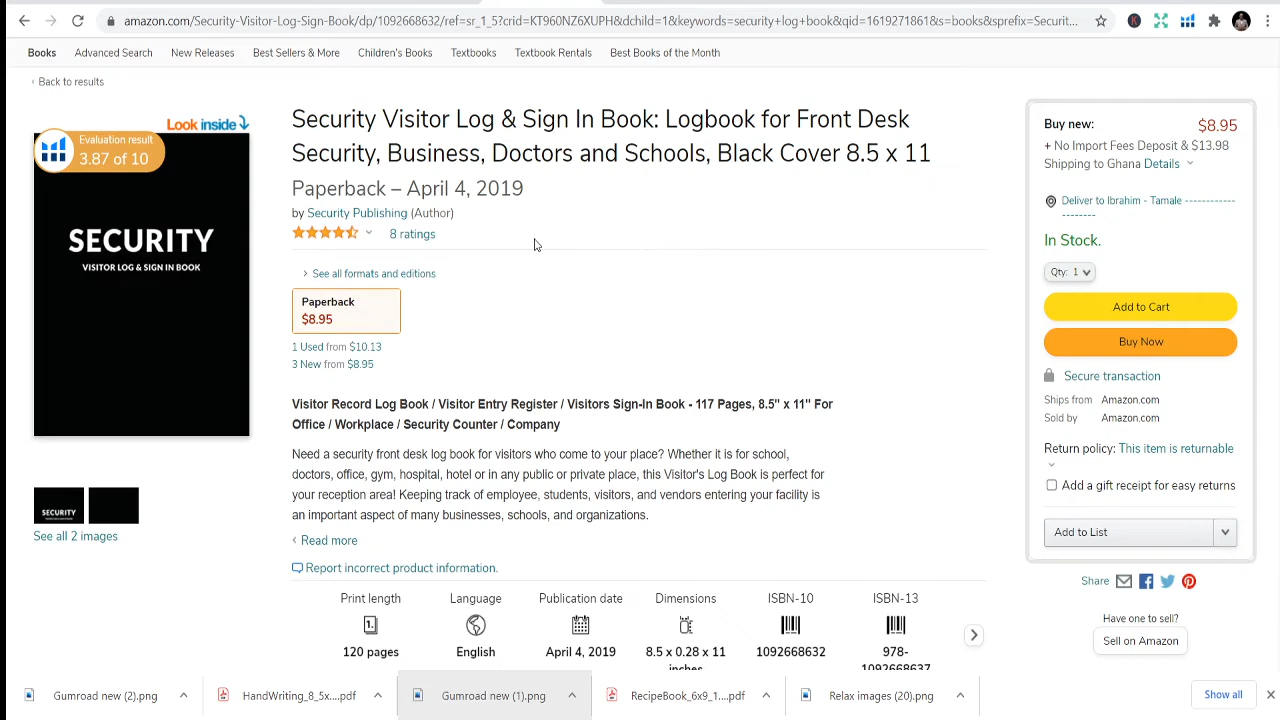 amazon.com/Security-Visitor-Log-Sign-Book/dp/1092668632/ref=sr_1_5?crid=KT960NZ6XUPH&dchild=1&keywords=security+log+book&qid=1619271861&s=books&sprefix=Securit...
Books Advanced Search New Releases Best Sellers & More Children's Books Textbooks Textbook Rentals Best Books of the Month
‹ Back to results
Look inside
Evaluation result
3.87 of 10
SECURITY
VISITOR LOG & SIGN IN BOOK
SECURITY
See all 2 images
Security Visitor Log & Sign In Book: Logbook for Front Desk
Security, Business, Doctors and Schools, Black Cover 8.5 x 11
Paperback – April 4, 2019
by Security Publishing (Author)
8 ratings
› See all formats and editions
Paperback
$8.95
1 Used from $10.13
3 New from $8.95
Visitor Record Log Book / Visitor Entry Register / Visitors Sign-In Book - 117 Pages, 8.5" x 11" For
Office / Workplace / Security Counter / Company
Need a security front desk log book for visitors who come to your place? Whether it is for school,
doctors, office, gym, hospital, hotel or in any public or private place, this Visitor's Log Book is perfect for
your reception area! Keeping track of employee, students, visitors, and vendors entering your facility is
an important aspect of many businesses, schools, and organizations.
‹ Read more
Report incorrect product information.
Print length Language Publication date Dimensions ISBN-10 ISBN-13
120 pages English April 4, 2019 8.5 x 0.28 x 11 1092668632 978-
inches 1092668637
Buy new: $8.95
+ No Import Fees Deposit & $13.98
Shipping to Ghana Details
Deliver to Ibrahim - Tamale ------------
--------
In Stock.
Qty: 1
Add to Cart
Buy Now
Secure transaction
Ships from Amazon.com
Sold by Amazon.com
Return policy: This item is returnable
Add a gift receipt for easy returns
Add to List
Share
Have one to sell?
Sell on Amazon
Gumroad new (2).png HandWriting_8_5x....pdf Gumroad new (1).png RecipeBook_6x9_1....pdf Relax images (20).png Show all